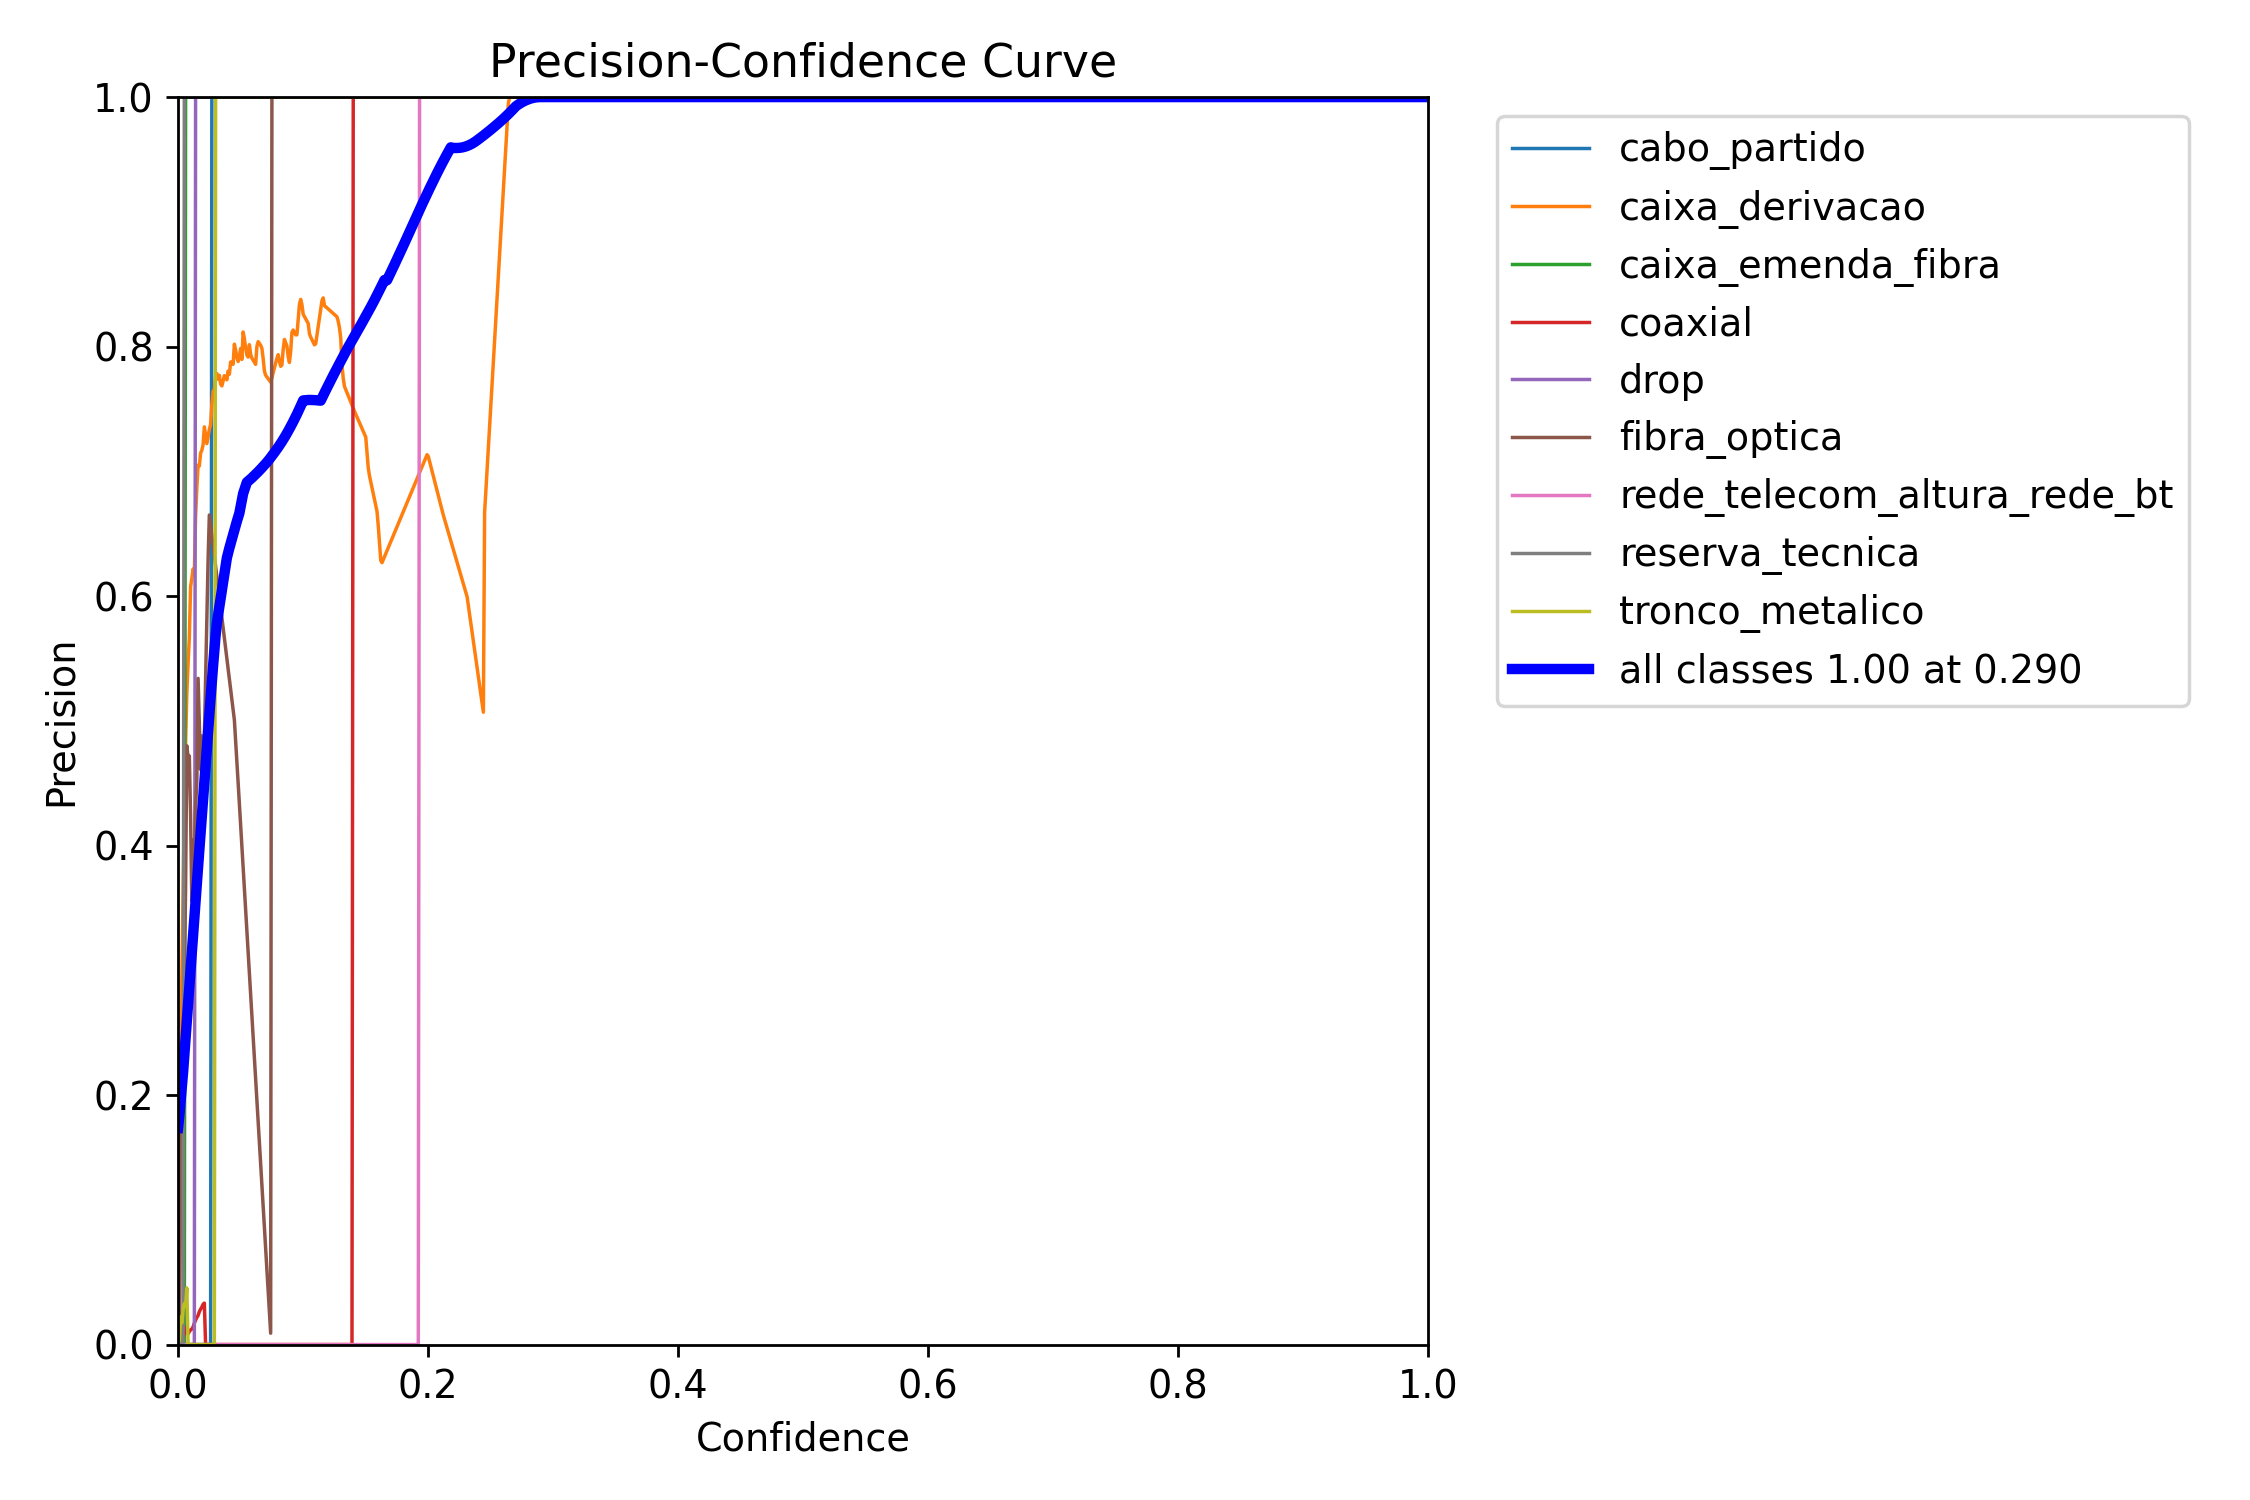 Precision-Confidence Curve
1.0
0.8
0.6
0.4
0.2
0.0
Precision
0.0 0.2 0.4 0.6 0.8 1.0
Confidence
cabo_partido
caixa_derivacao
caixa_emenda_fibra
coaxial
drop
fibra_optica
rede_telecom_altura_rede_bt
reserva_tecnica
tronco_metalico
all classes 1.00 at 0.290